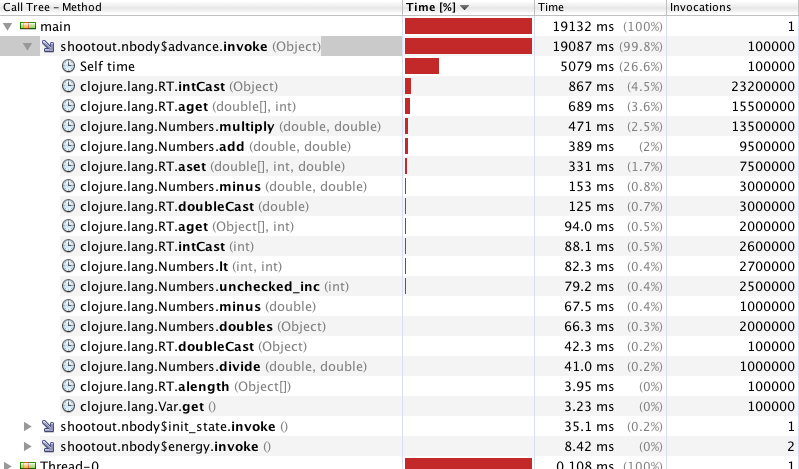 Call Tree - Method Time [%] Time Invocations
main 19132 ms (100%) 1
shootout.nbody$advance.invoke (Object) 19087 ms (99.8%) 100000
Self time 5079 ms (26.6%) 100000
clojure.lang.RT.intCast (Object) 867 ms (4.5%) 23200000
clojure.lang.RT.aget (double[], int) 689 ms (3.6%) 15500000
clojure.lang.Numbers.multiply (double, double) 471 ms (2.5%) 13500000
clojure.lang.Numbers.add (double, double) 389 ms (2%) 9500000
clojure.lang.RT.aset (double[], int, double) 331 ms (1.7%) 7500000
clojure.lang.Numbers.minus (double, double) 153 ms (0.8%) 3000000
clojure.lang.RT.doubleCast (double) 125 ms (0.7%) 3000000
clojure.lang.RT.aget (Object[], int) 94.0 ms (0.5%) 2000000
clojure.lang.RT.intCast (int) 88.1 ms (0.5%) 2600000
clojure.lang.Numbers.lt (int, int) 82.3 ms (0.4%) 2700000
clojure.lang.Numbers.unchecked_inc (int) 79.2 ms (0.4%) 2500000
clojure.lang.Numbers.minus (double) 67.5 ms (0.4%) 1000000
clojure.lang.Numbers.doubles (Object) 66.3 ms (0.3%) 2000000
clojure.lang.RT.doubleCast (Object) 42.3 ms (0.2%) 100000
clojure.lang.Numbers.divide (double, double) 41.0 ms (0.2%) 1000000
clojure.lang.RT.alength (Object[]) 3.95 ms (0%) 100000
clojure.lang.Var.get () 3.23 ms (0%) 100000
shootout.nbody$init_state.invoke () 35.1 ms (0.2%) 1
shootout.nbody$energy.invoke () 8.42 ms (0%) 2
Thread-0 0.108 ms (100%) 1